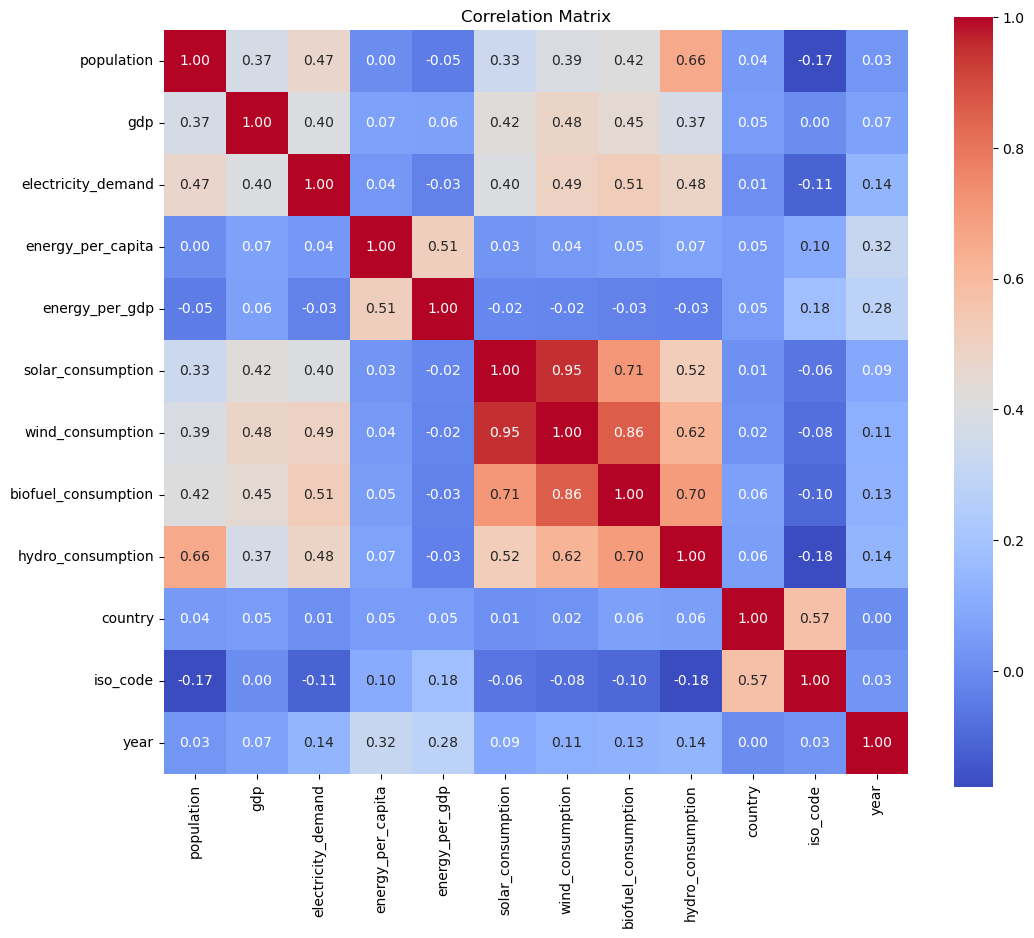 Correlation Matrix
population 1.00 0.37 0.47 0.00 -0.05 0.33 0.39 0.42 0.66 0.04 -0.17 0.03
gdp 0.37 1.00 0.40 0.07 0.06 0.42 0.48 0.45 0.37 0.05 0.00 0.07
electricity_demand 0.47 0.40 1.00 0.04 -0.03 0.40 0.49 0.51 0.48 0.01 -0.11 0.14
energy_per_capita 0.00 0.07 0.04 1.00 0.51 0.03 0.04 0.05 0.07 0.05 0.10 0.32
energy_per_gdp -0.05 0.06 -0.03 0.51 1.00 -0.02 -0.02 -0.03 -0.03 0.05 0.18 0.28
solar_consumption 0.33 0.42 0.40 0.03 -0.02 1.00 0.95 0.71 0.52 0.01 -0.06 0.09
wind_consumption 0.39 0.48 0.49 0.04 -0.02 0.95 1.00 0.86 0.62 0.02 -0.08 0.11
biofuel_consumption 0.42 0.45 0.51 0.05 -0.03 0.71 0.86 1.00 0.70 0.06 -0.10 0.13
hydro_consumption 0.66 0.37 0.48 0.07 -0.03 0.52 0.62 0.70 1.00 0.06 -0.18 0.14
country 0.04 0.05 0.01 0.05 0.05 0.01 0.02 0.06 0.06 1.00 0.57 0.00
iso_code -0.17 0.00 -0.11 0.10 0.18 -0.06 -0.08 -0.10 -0.18 0.57 1.00 0.03
year 0.03 0.07 0.14 0.32 0.28 0.09 0.11 0.13 0.14 0.00 0.03 1.00
population
gdp
electricity_demand
energy_per_capita
energy_per_gdp
solar_consumption
wind_consumption
biofuel_consumption
hydro_consumption
country
iso_code
year
1.0
0.8
0.6
0.4
0.2
0.0